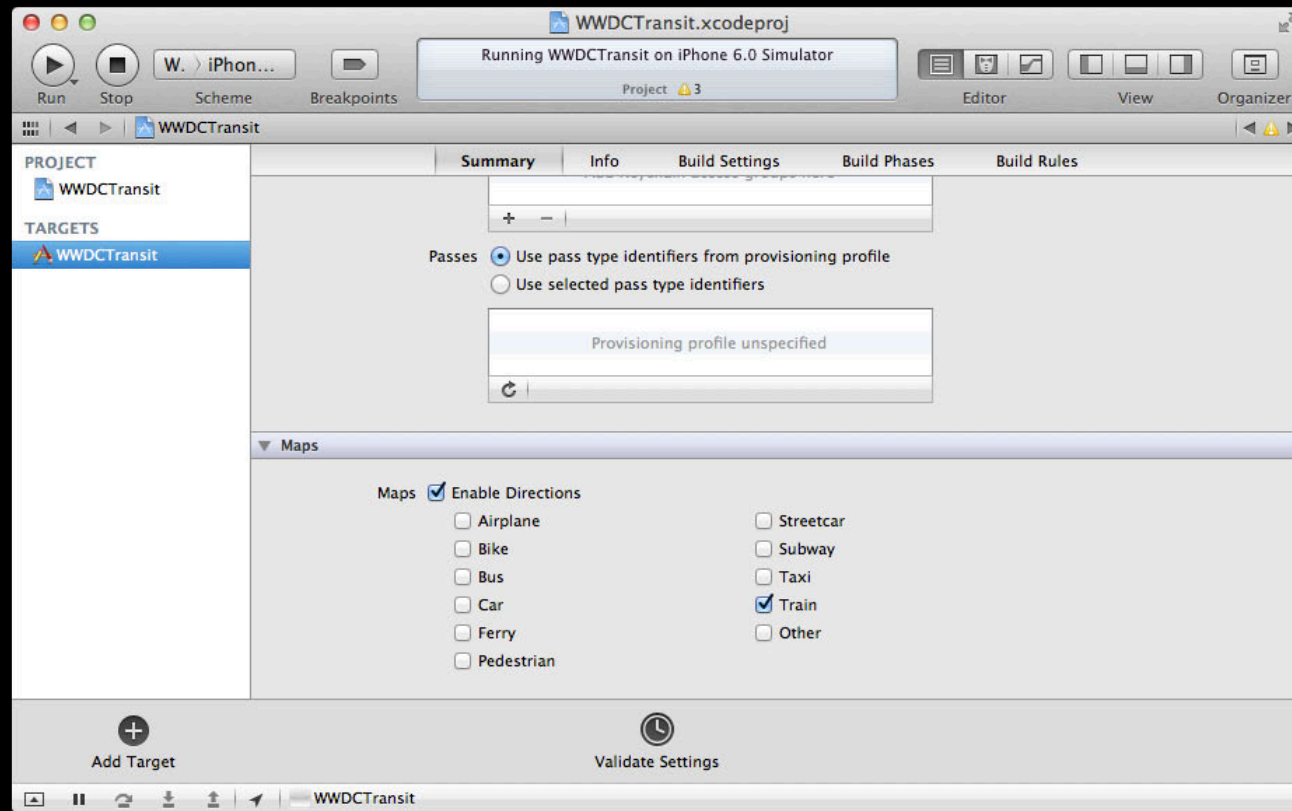 WWDCTransit.xcodeproj
W. 〉 iPhon...
Running WWDCTransit on iPhone 6.0 Simulator
Project 3
Run Stop Scheme Breakpoints Editor View Organizer
WWDCTransit
PROJECT
WWDCTransit
TARGETS
WWDCTransit
Summary Info Build Settings Build Phases Build Rules
Passes Use pass type identifiers from provisioning profile
Use selected pass type identifiers
Provisioning profile unspecified
Maps
Maps Enable Directions
Airplane Streetcar
Bike Subway
Bus Taxi
Car Train
Ferry Other
Pedestrian
Add Target Validate Settings
WWDCTransit